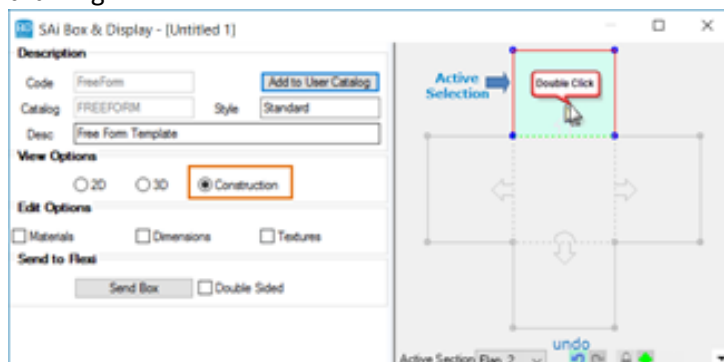 SAi Box & Display - [Untitled 1]
Description
Code FreeForm Add to User Catalog
Catalog FREEFORM Style Standard
Desc Free Form Template
View Options
2D 3D Construction
Edit Options
Materials Dimensions Textures
Send to Flexi
Send Box Double Sided
Active Selection
Double Click
undo
Active Section Flap 2